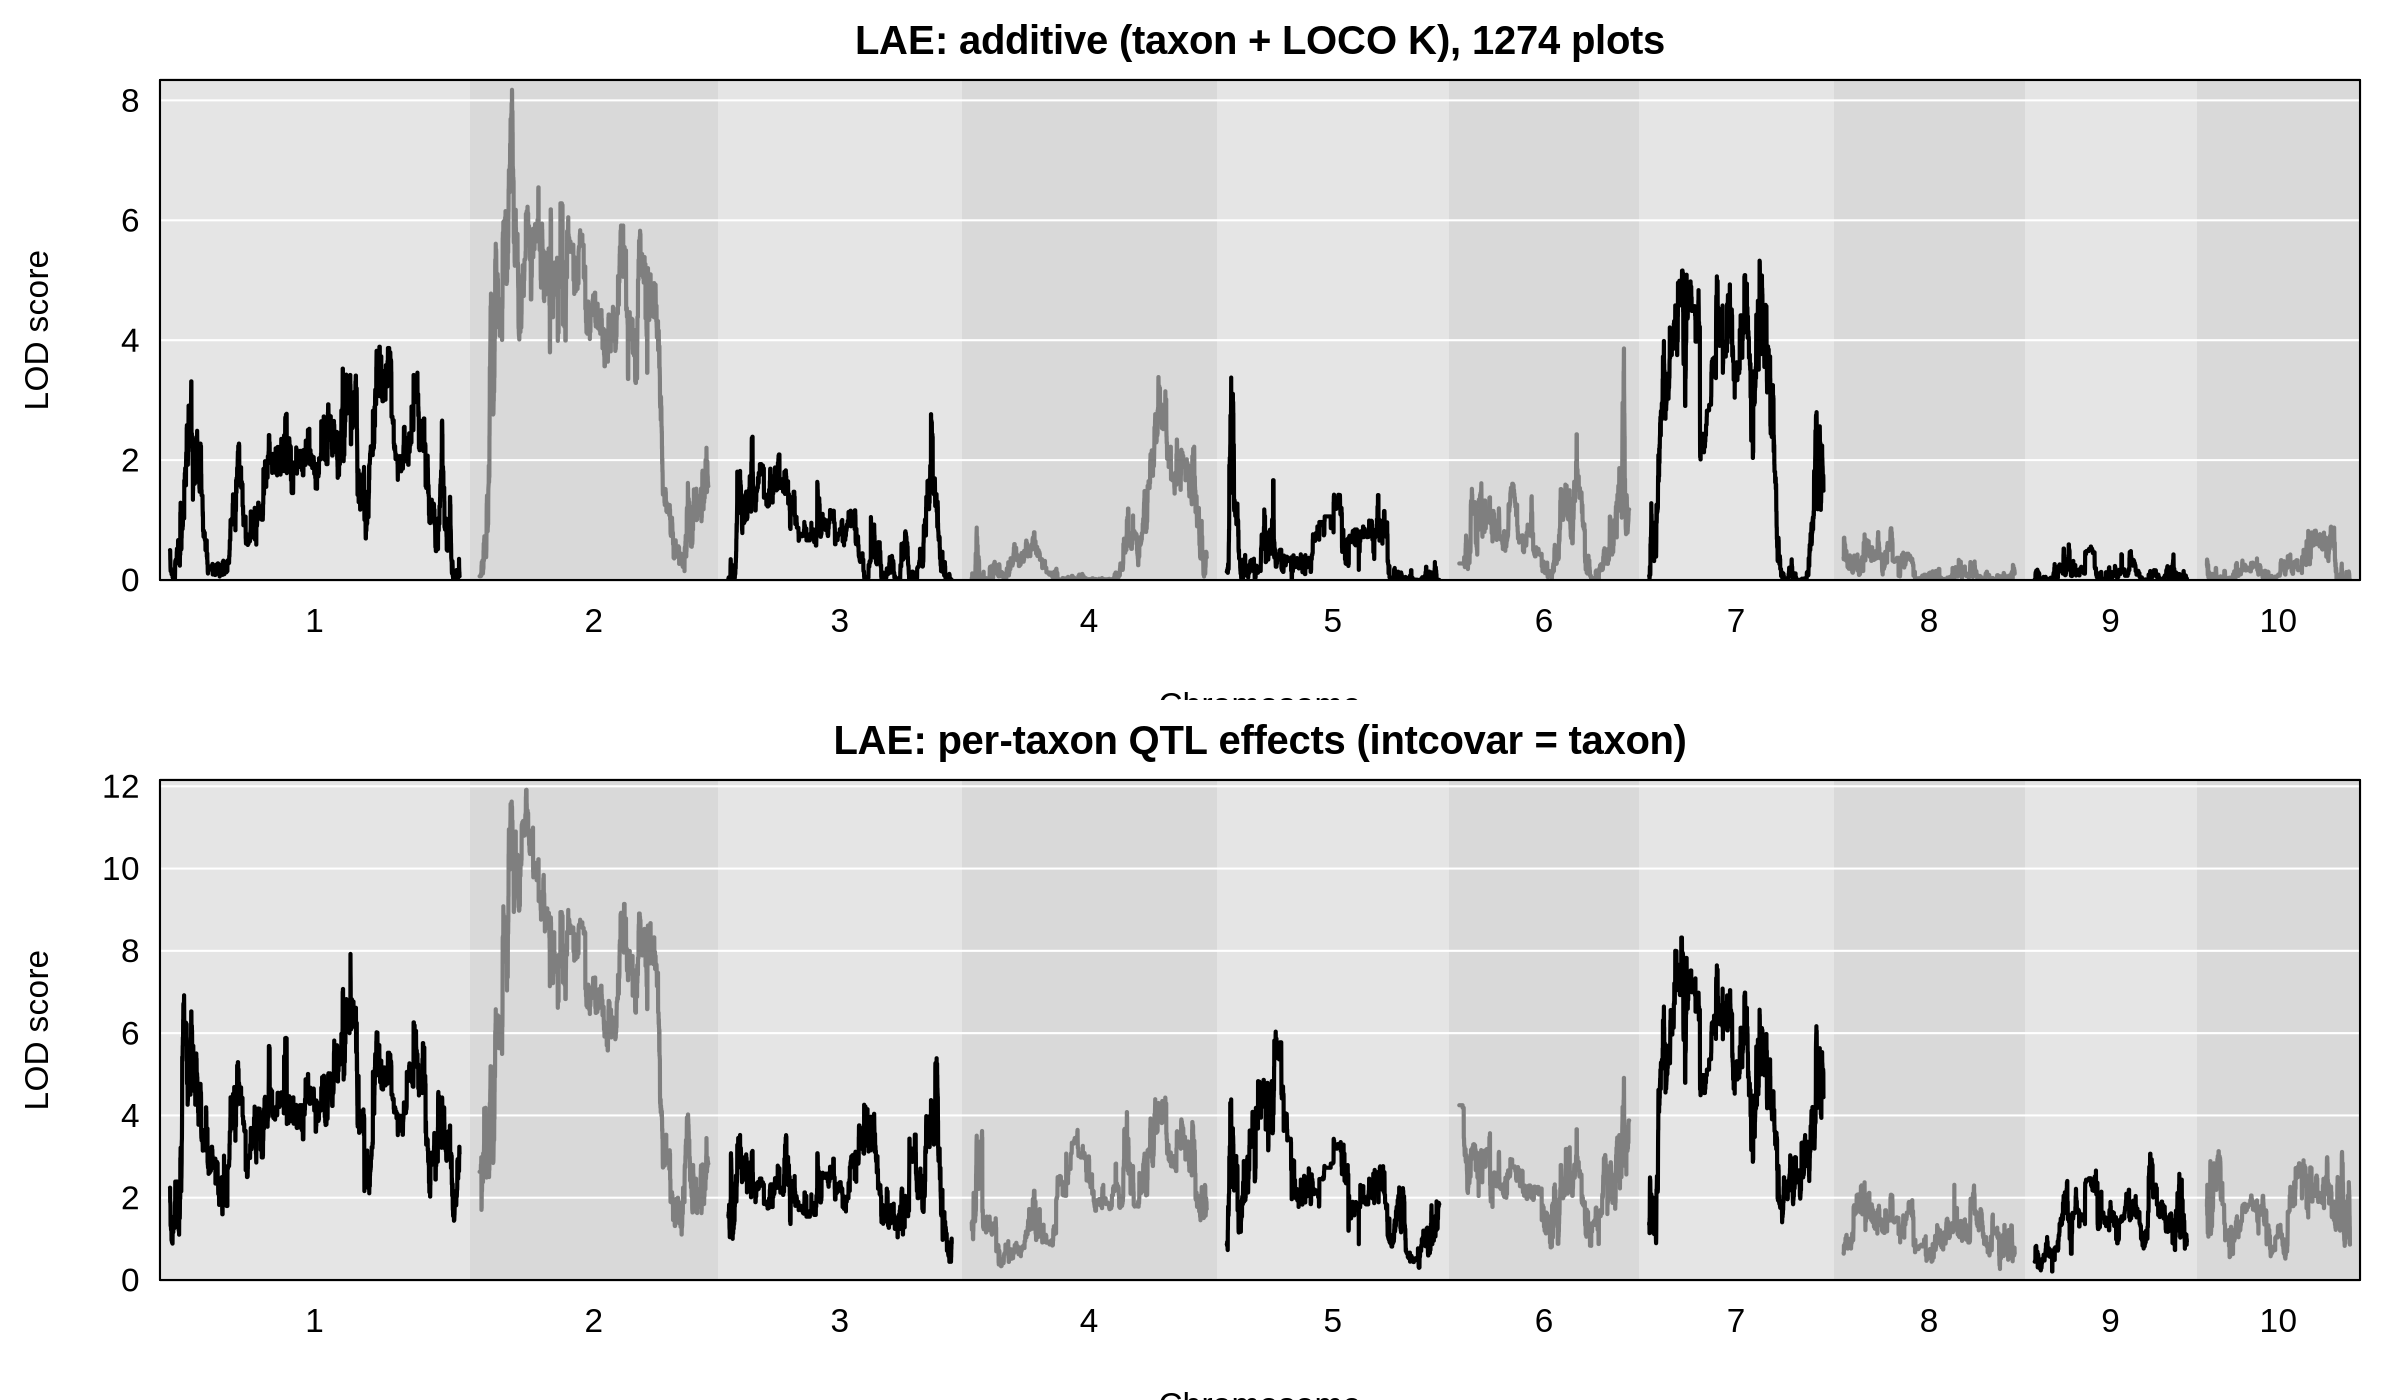 LAE: additive (taxon + LOCO K), 1274 plots
8
6
4
2
0
LOD score
1 2 3 4 5 6 7 8 9 10
Chromosome
LAE: per-taxon QTL effects (intcovar = taxon)
12
10
8
6
4
2
0
LOD score
1 2 3 4 5 6 7 8 9 10
Chromosome